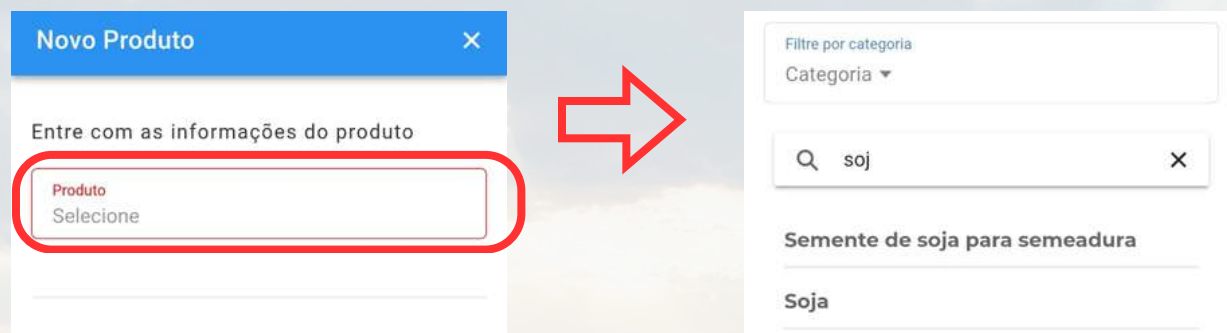 Novo Produto
Entre com as informações do produto
Produto
Selecione
Filtre por categoria
Categoria
soj
Semente de soja para semeadura
Soja